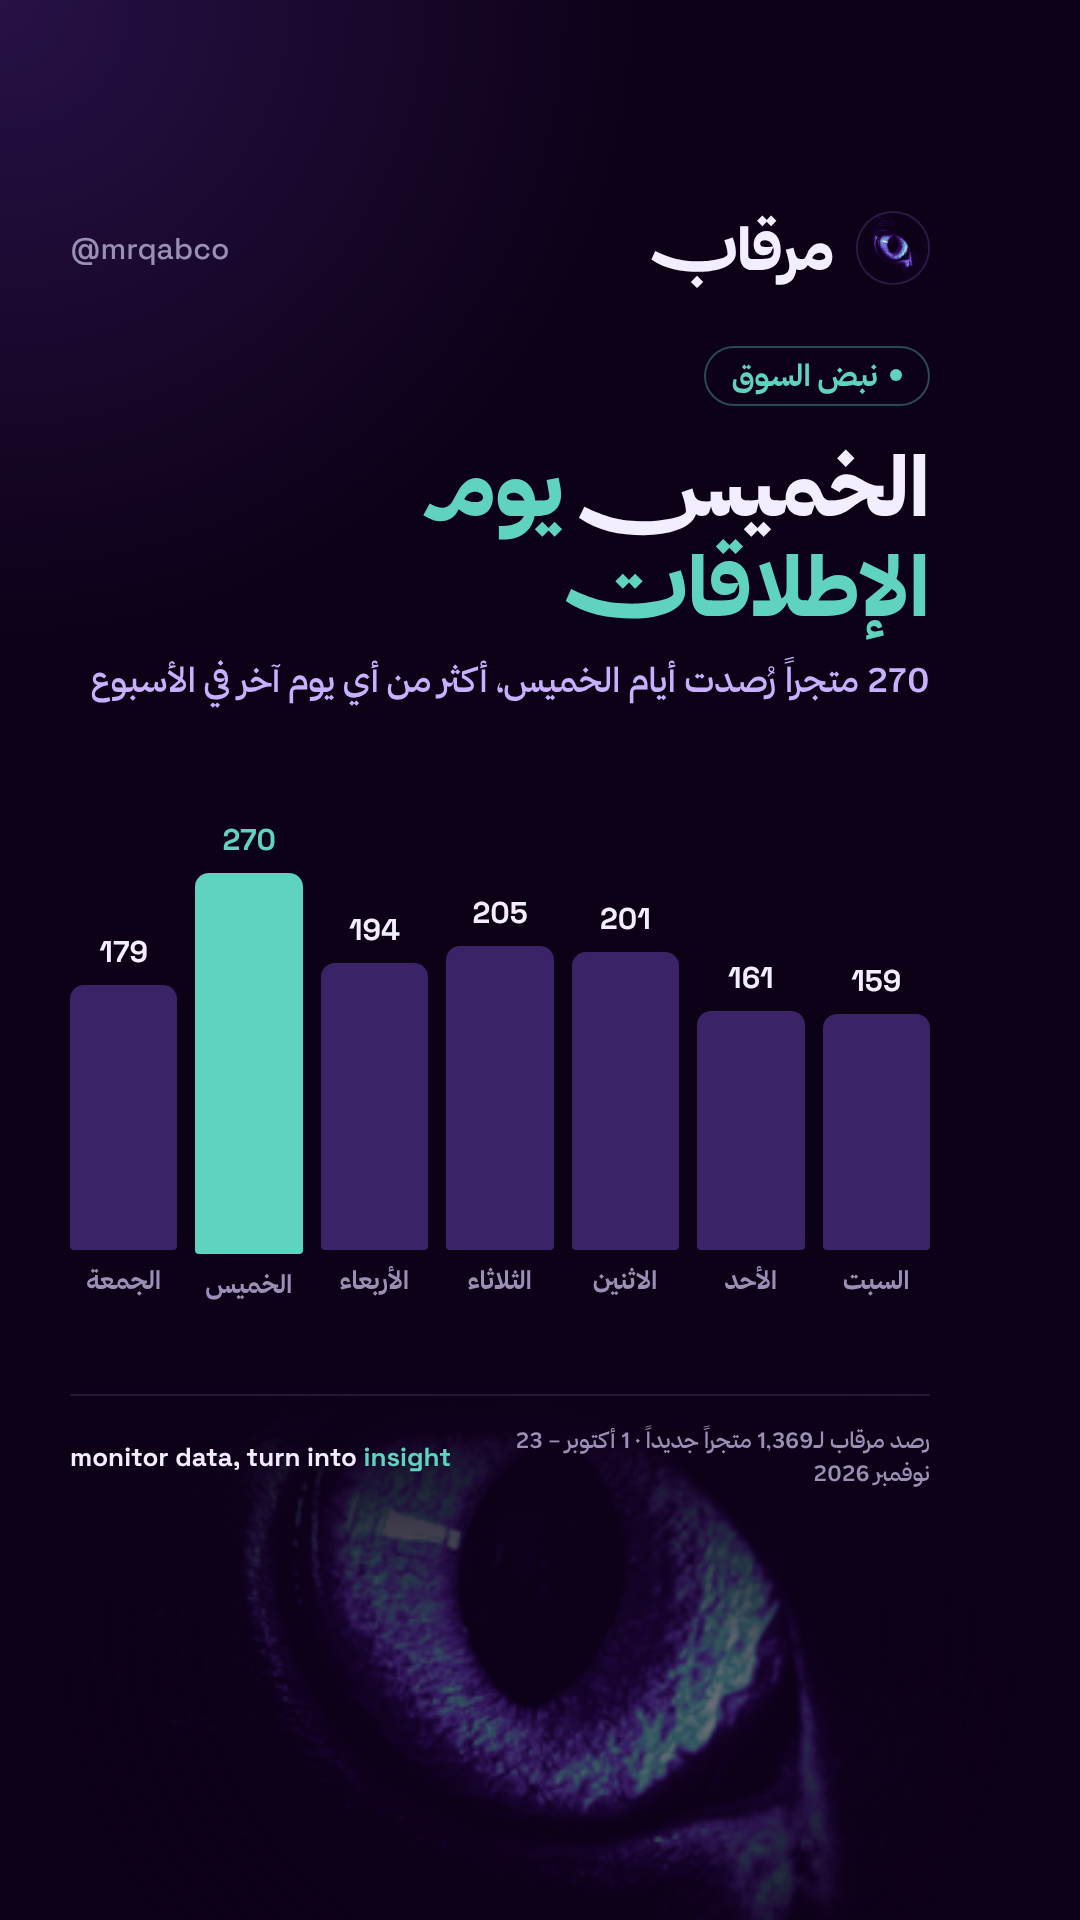 مرقاب
@mrqabco
نبض السوق
الخميس يوم
الإطلاقات
270 متجراً رُصدت أيام الخميس، أكثر من أي يوم آخر في الأسبوع
159
161
201
205
194
270
179
السبت
الأحد
الاثنين
الثلاثاء
الأربعاء
الخميس
الجمعة
رصد مرقاب لـ1,369 متجراً جديداً · 1 أكتوبر – 23
نوفمبر 2026
monitor data, turn into insight